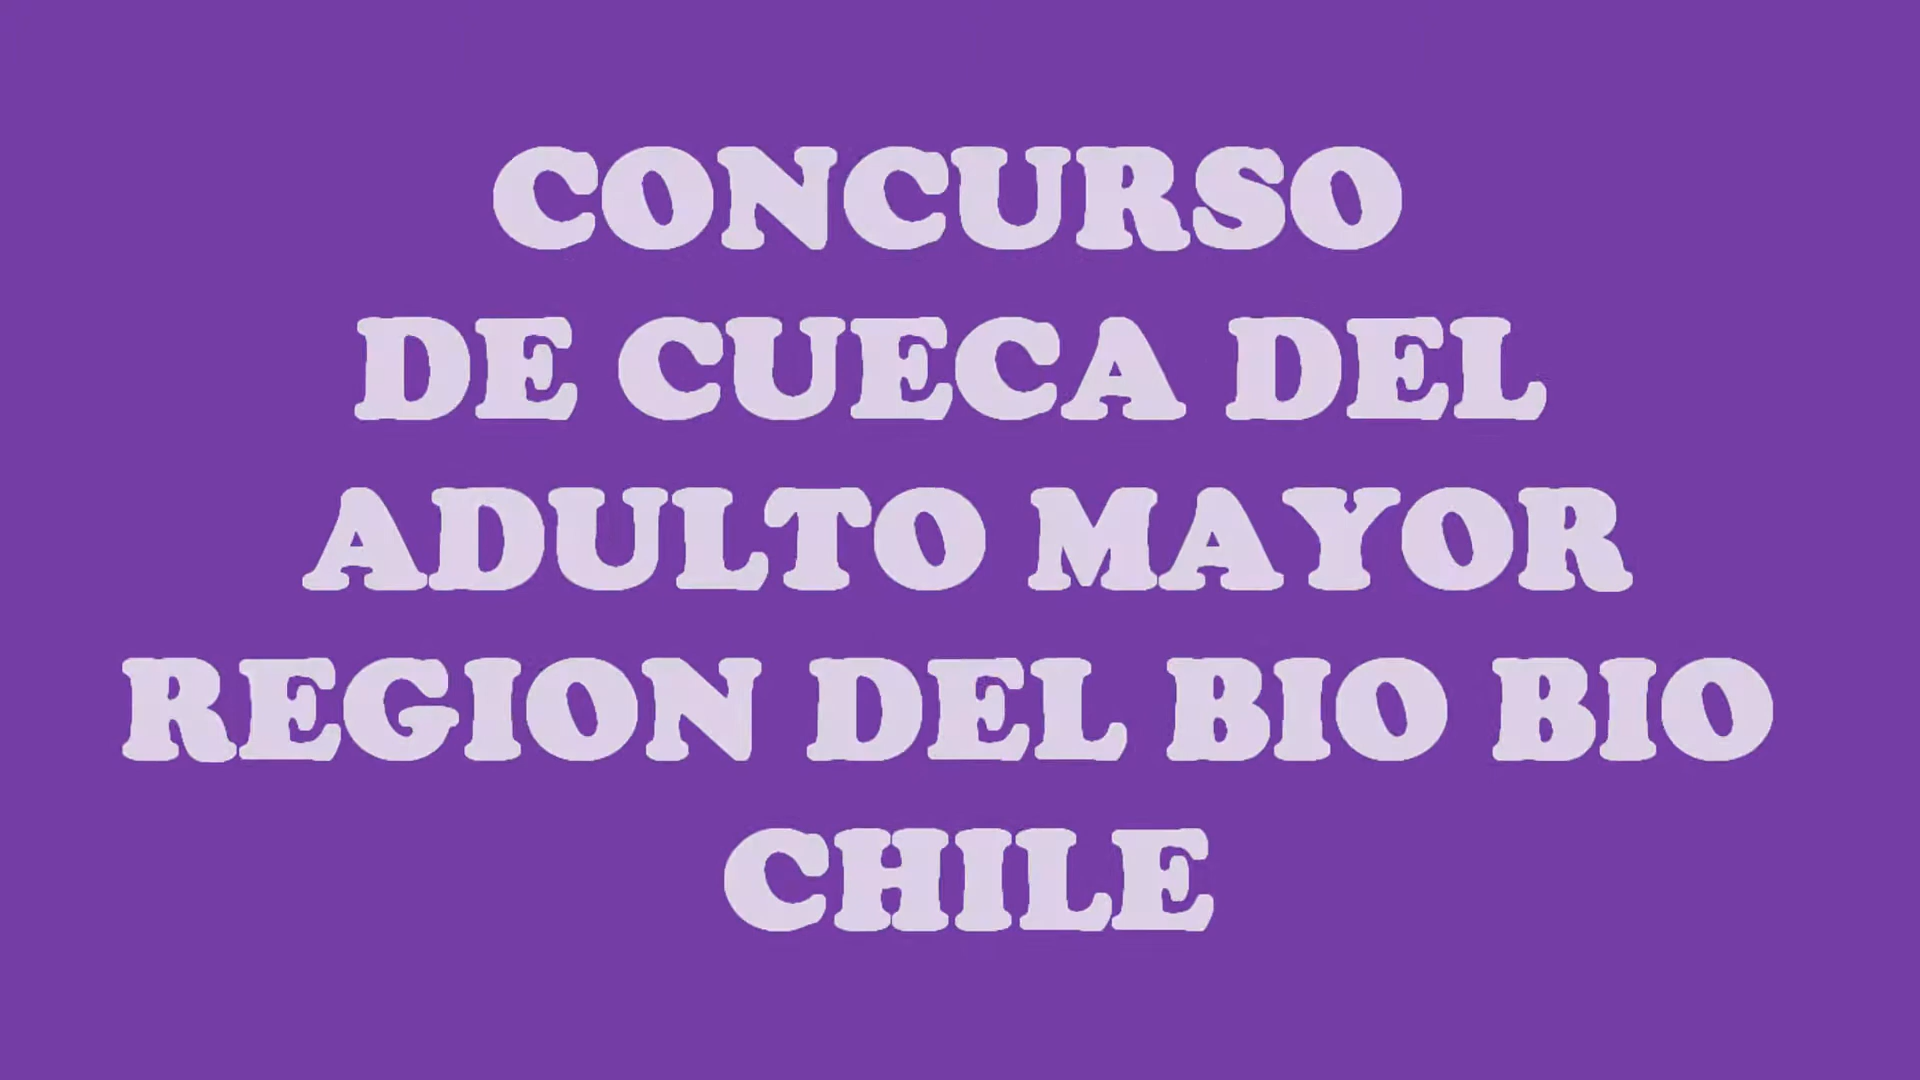 CONCURSO
DE CUECA DEL
ADULTO MAYOR
REGION DEL BIO BIO
CHILE